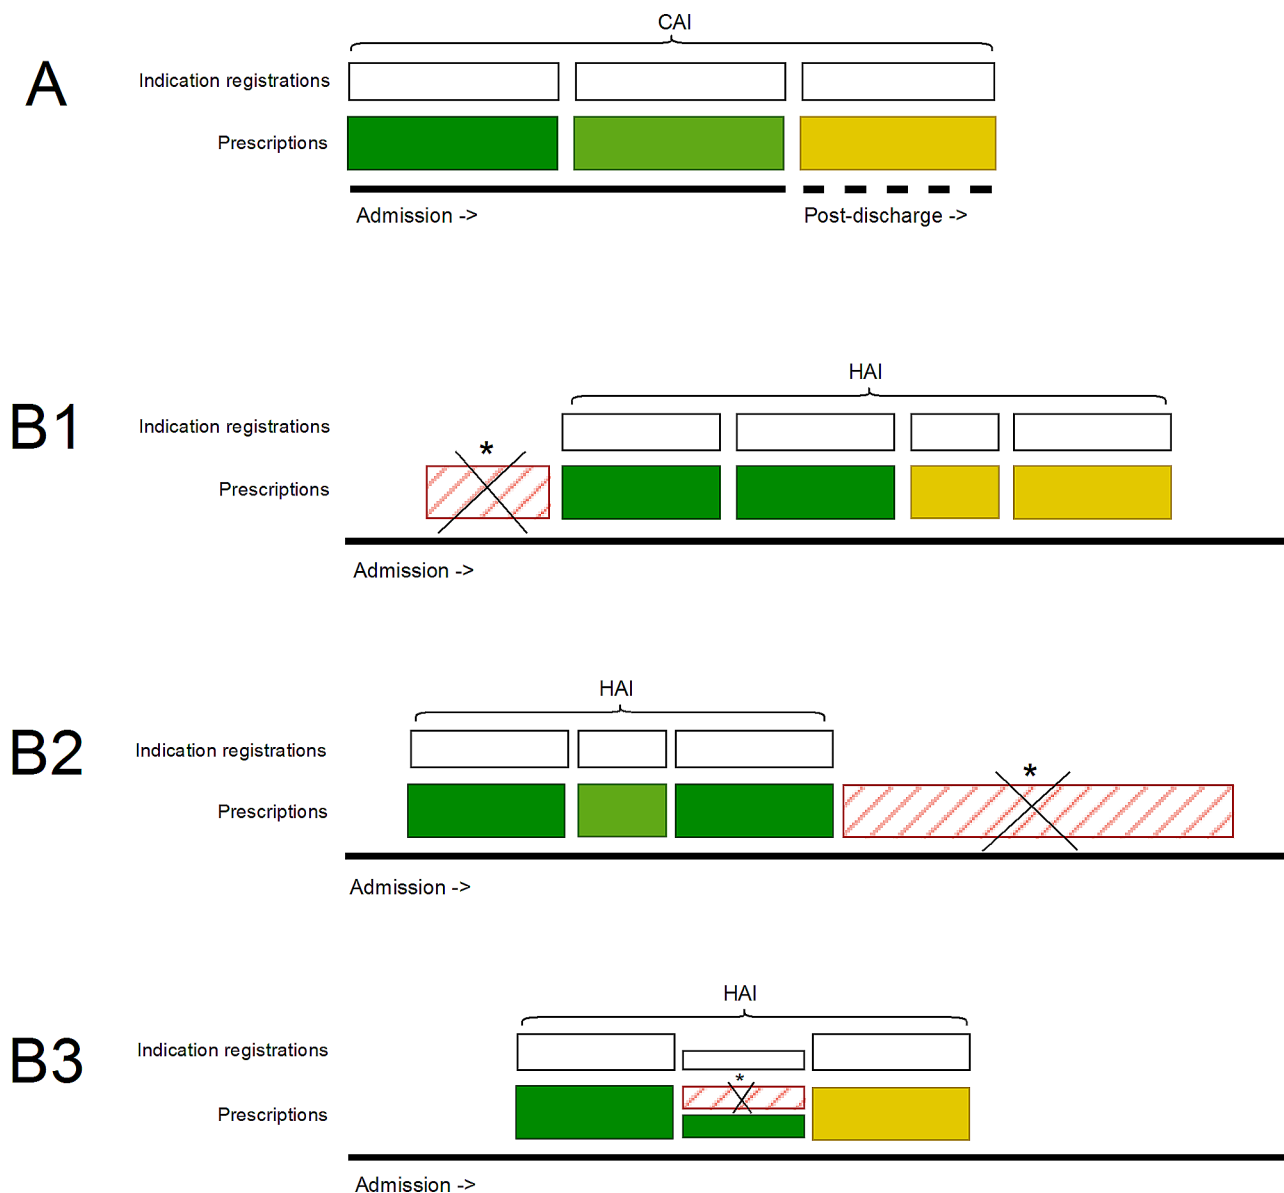 CAI
A
Indication registrations
Prescriptions
Admission ->
Post-discharge ->
HAI
B1
Indication registrations
*
Prescriptions
Admission ->
HAI
B2
Indication registrations
*
Prescriptions
Admission ->
HAI
B3
Indication registrations
*
Prescriptions
Admission ->